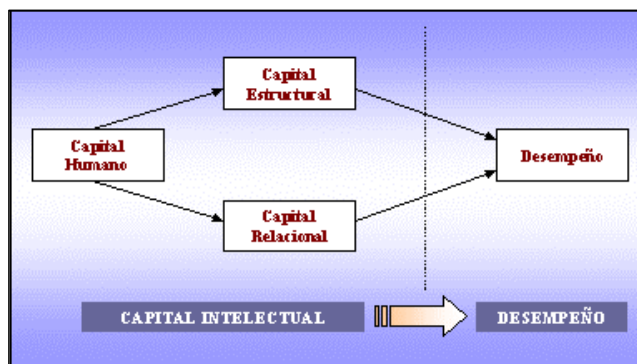 Capital
Estructural
Capital
Humano
Desempeño
Capital
Relacional
CAPITAL INTELECTUAL
DESEMPEÑO